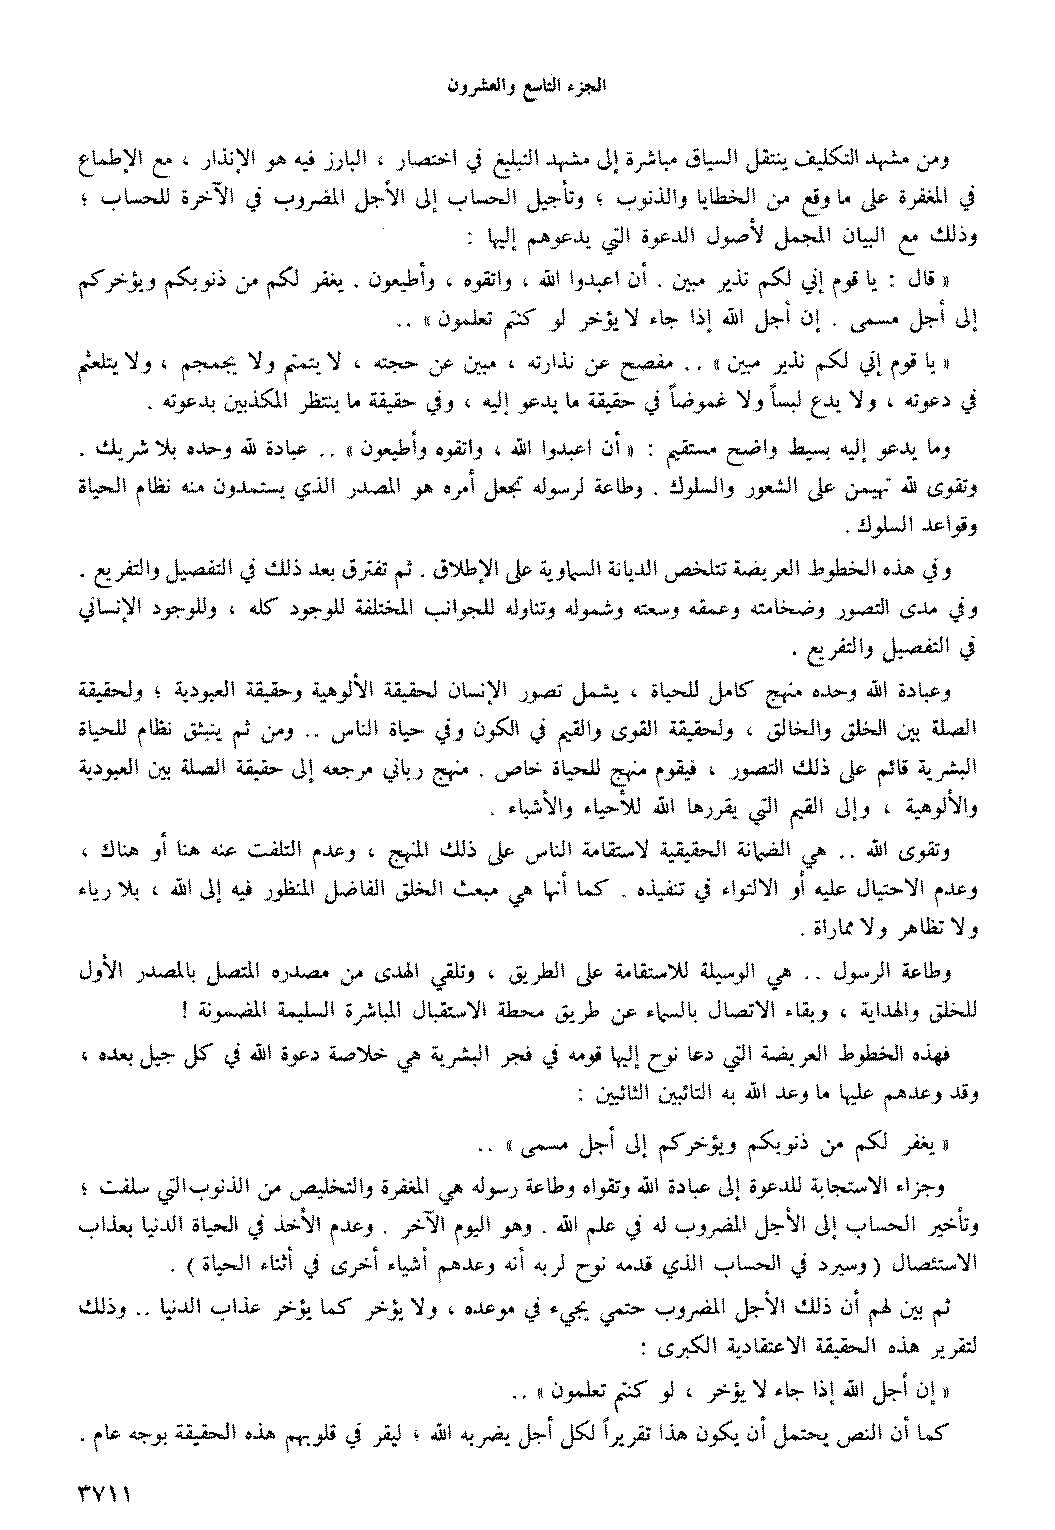 الجزء التاسع والعشرون
ومن مشهد التكليف ينتقل السياق مباشرة إلى مشهد التبليغ في اختصار ، البارز فيه هو الإنذار ، مع الإطماع
في المغفرة على ما وقع من الخطايا والذنوب ؛ وتأجيل الحساب إلى الأجل المضروب في الآخرة للحساب ؛
وذلك مع البيان المجمل لأصول الدعوة التي يدعوهم إليها :
« قال : يا قوم إني لكم نذير مبين . أن اعبدوا الله ، واتقوه ، وأطيعون . يغفر لكم من ذنوبكم ويؤخركم
إلى أجل مسمى . إن أجل الله إذا جاء لا يؤخر لو كنتم تعلمون » ..
« يا قوم إني لكم نذير مبين » .. مفصح عن نذارته ، مبين عن حجته ، لا يتمتم ولا يجمجم ، ولا يتلعثم
في دعوته ، ولا يدع لبساً ولا غموضاً في حقيقة ما يدعو إليه ، وفي حقيقة ما ينتظر المكذبين بدعوته .
وما يدعو إليه بسيط واضح مستقيم : « أن اعبدوا الله ، واتقوه وأطيعون » .. عبادة لله وحده بلا شريك .
وتقوى لله تهيمن على الشعور والسلوك . وطاعة لرسوله تجعل أمره هو المصدر الذي يستمدون منه نظام الحياة
وقواعد السلوك .
وفي هذه الخطوط العريضة تتلخص الديانة السماوية على الإطلاق . ثم تفترق بعد ذلك في التفصيل والتفريع .
وفي مدى التصور وضخامته وعمقه وسعته وشموله وتناوله للجوانب المختلفة للوجود كله ، وللوجود الإنساني
في التفصيل والتفريع .
وعبادة الله وحده منهج كامل للحياة ، يشمل تصور الإنسان لحقيقة الألوهية وحقيقة العبودية ؛ ولحقيقة
الصلة بين الخلق والخالق ، ولحقيقة القوى والقيم في الكون وفي حياة الناس .. ومن ثم ينبثق نظام للحياة
البشرية قائم على ذلك التصور ، فيقوم منهج للحياة خاص . منهج رباني مرجعه إلى حقيقة الصلة بين العبودية
والألوهية ، وإلى القيم التي يقررها الله للأحياء والأشياء .
وتقوى الله .. هي الضمانة الحقيقية لاستقامة الناس على ذلك المنهج ، وعدم التلفت عنه هنا أو هناك ،
وعدم الاحتيال عليه أو الالتواء في تنفيذه . كما أنها هي مبعث الخلق الفاضل المنظور فيه إلى الله ، بلا رياء
ولا تظاهر ولا مماراة .
وطاعة الرسول .. هي الوسيلة للاستقامة على الطريق ، وتلقي الهدى من مصدره المتصل بالمصدر الأول
للخلق والهداية ، وبقاء الاتصال بالسماء عن طريق محطة الاستقبال المباشرة السليمة المضمونة !
فهذه الخطوط العريضة التي دعا نوح إليها قومه في فجر البشرية هي خلاصة دعوة الله في كل جيل بعده ،
وقد وعدهم عليها ما وعد الله به التائبين الثائبين :
« يغفر لكم من ذنوبكم ويؤخركم إلى أجل مسمى » ..
وجزاء الاستجابة للدعوة إلى عبادة الله وتقواه وطاعة رسوله هي المغفرة والتخليص من الذنوب التي سلفت ؛
وتأخير الحساب إلى الأجل المضروب له في علم الله . وهو اليوم الآخر . وعدم الأخذ في الحياة الدنيا بعذاب
الاستئصال ( وسيرد في الحساب الذي قدمه نوح لربه أنه وعدهم أشياء أخرى في أثناء الحياة ) .
ثم بين لهم أن ذلك الأجل المضروب حتمي يجيء في موعده ، ولا يؤخر كما يؤخر عذاب الدنيا .. وذلك
لتقرير هذه الحقيقة الاعتقادية الكبرى :
« إن أجل الله إذا جاء لا يؤخر ، لو كنتم تعلمون » ..
كما أن النص يحتمل أن يكون هذا تقريراً لكل أجل يضربه الله ؛ ليقر في قلوبهم هذه الحقيقة بوجه عام .
٣٧١١